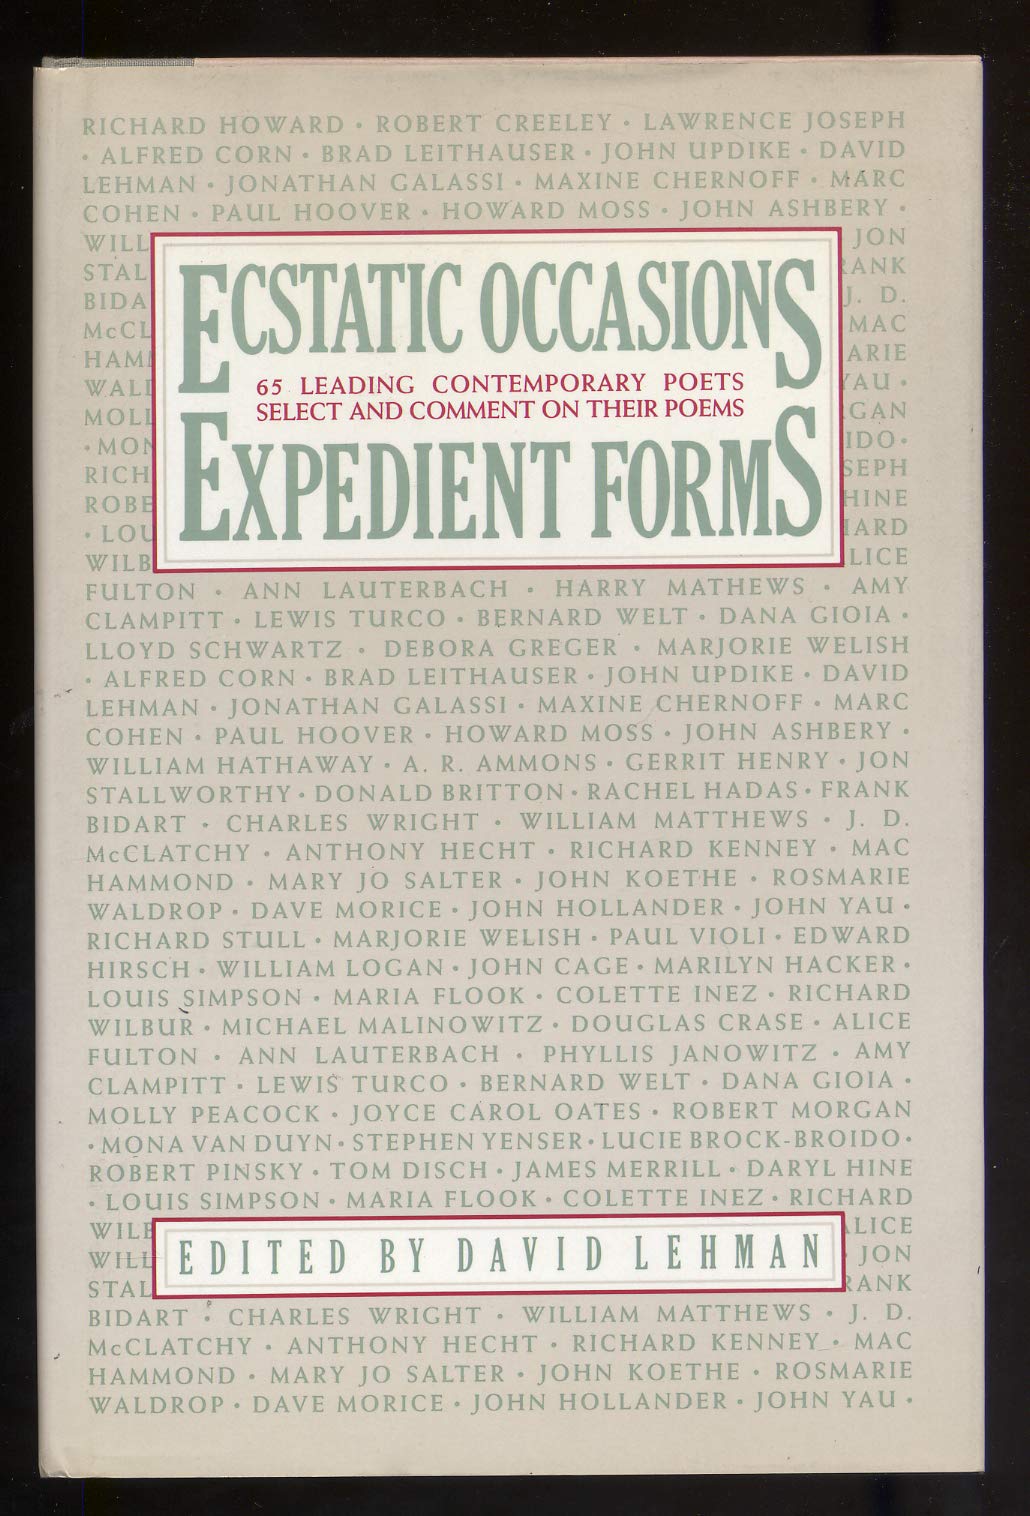 RICHARD HOWARD • ROBERT CREELEY • LAWRENCE JOSEPH
• ALFRED CORN • BRAD LEITHAUSER • JOHN UPDIKE • DAVID
LEHMAN • JONATHAN GALASSI • MAXINE CHERNOFF • MARC
COHEN • PAUL HOOVER • HOWARD MOSS • JOHN ASHBERY •
WILL JON
STAL RANK
BIDA J. D.
McCL MAC
HAM ARIE
WAL YAU •
MOLL GAN
• MON IDO •
RICH SEPH
ROBE HINE
• LOU ARD
WILB LICE
ECSTATIC OCCASIONS
65 LEADING CONTEMPORARY POETS
SELECT AND COMMENT ON THEIR POEMS
EXPEDIENT FORMS
FULTON • ANN LAUTERBACH • HARRY MATHEWS • AMY
CLAMPITT • LEWIS TURCO • BERNARD WELT • DANA GIOIA •
LLOYD SCHWARTZ • DEBORA GREGER • MARJORIE WELISH
• ALFRED CORN • BRAD LEITHAUSER • JOHN UPDIKE • DAVID
LEHMAN • JONATHAN GALASSI • MAXINE CHERNOFF • MARC
COHEN • PAUL HOOVER • HOWARD MOSS • JOHN ASHBERY •
WILLIAM HATHAWAY • A. R. AMMONS • GERRIT HENRY • JON
STALLWORTHY • DONALD BRITTON • RACHEL HADAS • FRANK
BIDART • CHARLES WRIGHT • WILLIAM MATTHEWS • J. D.
McCLATCHY • ANTHONY HECHT • RICHARD KENNEY • MAC
HAMMOND • MARY JO SALTER • JOHN KOETHE • ROSMARIE
WALDROP • DAVE MORICE • JOHN HOLLANDER • JOHN YAU •
RICHARD STULL • MARJORIE WELISH • PAUL VIOLI • EDWARD
HIRSCH • WILLIAM LOGAN • JOHN CAGE • MARILYN HACKER •
LOUIS SIMPSON • MARIA FLOOK • COLETTE INEZ • RICHARD
WILBUR • MICHAEL MALINOWITZ • DOUGLAS CRASE • ALICE
FULTON • ANN LAUTERBACH • PHYLLIS JANOWITZ • AMY
CLAMPITT • LEWIS TURCO • BERNARD WELT • DANA GIOIA •
MOLLY PEACOCK • JOYCE CAROL OATES • ROBERT MORGAN
• MONA VAN DUYN • STEPHEN YENSER • LUCIE BROCK-BROIDO •
ROBERT PINSKY • TOM DISCH • JAMES MERRILL • DARYL HINE
• LOUIS SIMPSON • MARIA FLOOK • COLETTE INEZ • RICHARD
WILB ALICE
WILL • JON
STAL RANK
EDITED BY DAVID LEHMAN
BIDART • CHARLES WRIGHT • WILLIAM MATTHEWS • J. D.
McCLATCHY • ANTHONY HECHT • RICHARD KENNEY • MAC
HAMMOND • MARY JO SALTER • JOHN KOETHE • ROSMARIE
WALDROP • DAVE MORICE • JOHN HOLLANDER • JOHN YAU •